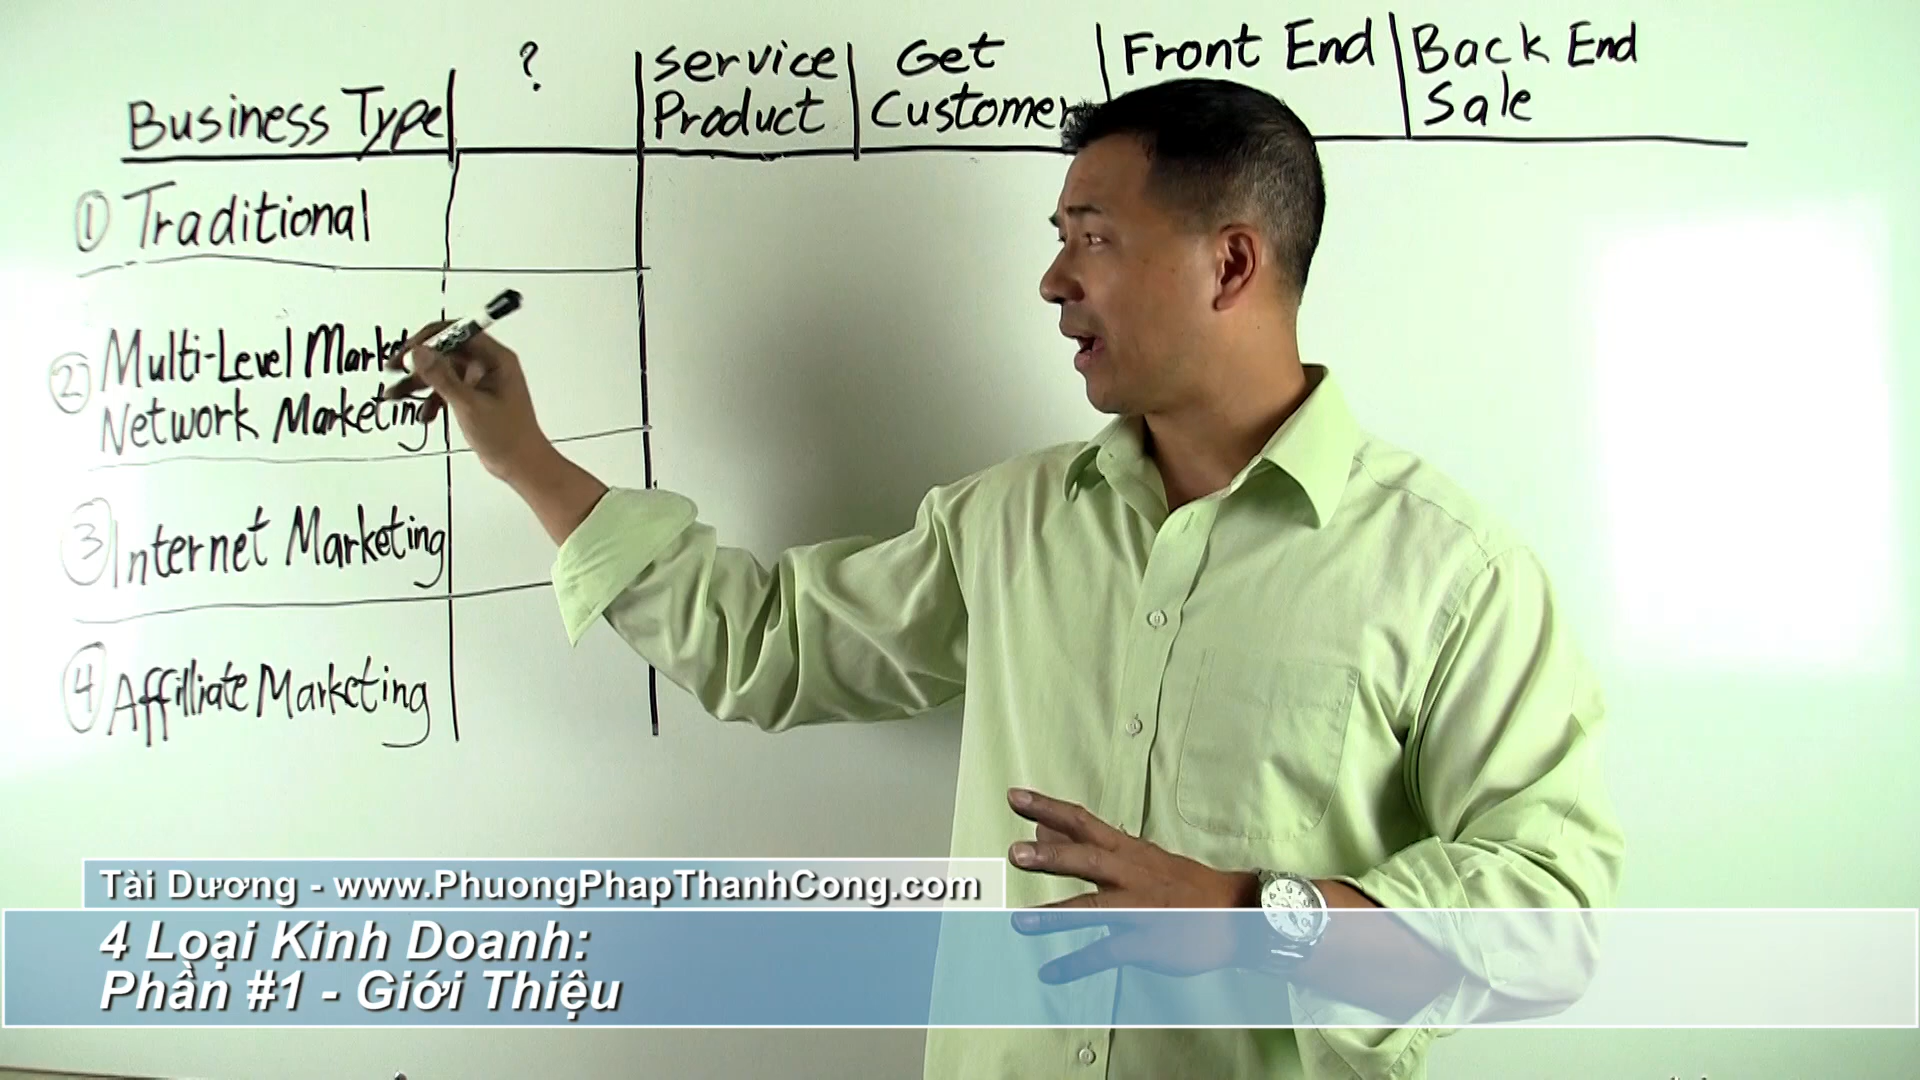 Business Type
?
Service
Product
Get
Customer
Front End
Back End
Sale
① Traditional
② Multi-Level Market
Network Marketing
③ Internet Marketing
④ Affilliate Marketing
Tài Dương - www.PhuongPhapThanhCong.com
4 Loại Kinh Doanh:
Phần #1 - Giới Thiệu